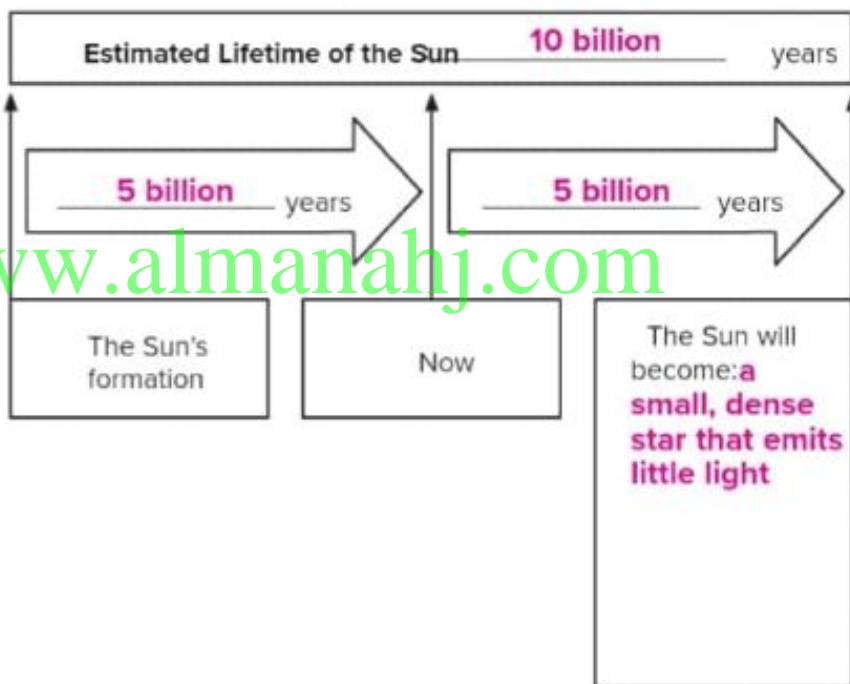 Estimated Lifetime of the Sun 10 billion years
5 billion years
5 billion years
www.almanahj.com
The Sun's
formation
Now
The Sun will
become:a
small, dense
star that emits
little light